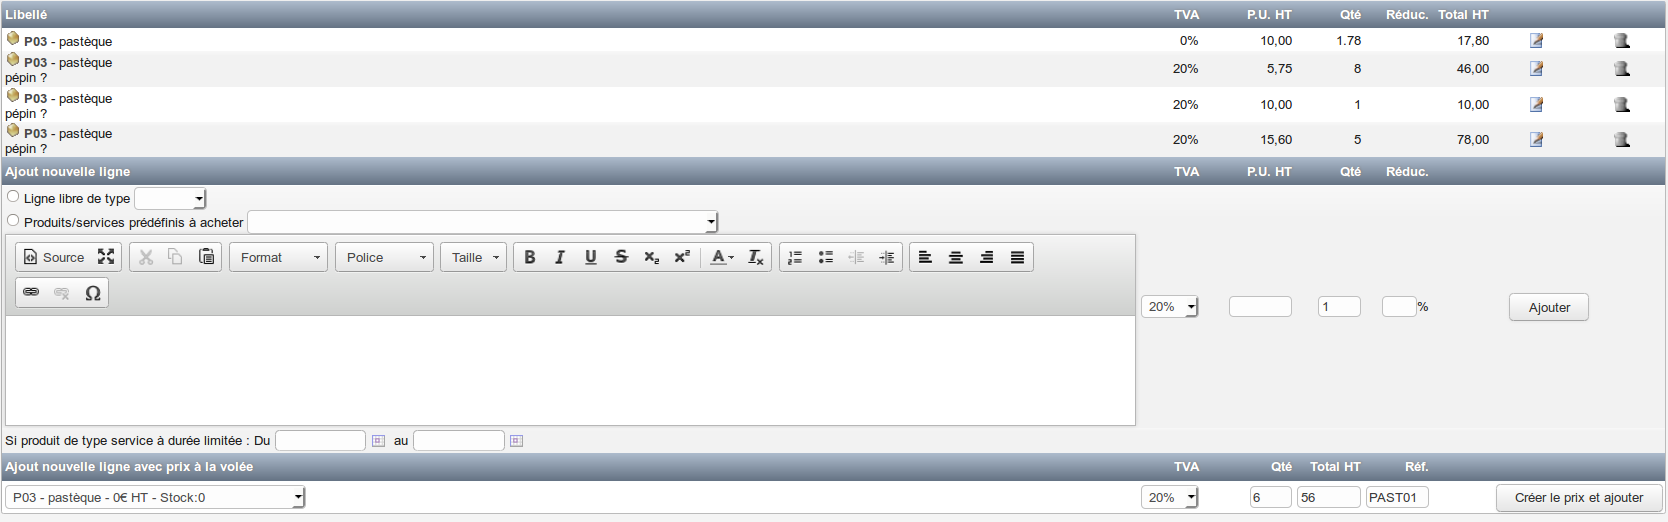 Libellé TVA P.U. HT Qté Réduc. Total HT
P03 - pastèque 0% 10,00 1.78 17,80
P03 - pastèque
pépin ? 20% 5,75 8 46,00
P03 - pastèque
pépin ? 20% 10,00 1 10,00
P03 - pastèque
pépin ? 20% 15,60 5 78,00
Ajout nouvelle ligne TVA P.U. HT Qté Réduc.
Ligne libre de type
Produits/services prédéfinis à acheter
Source Format Police Taille B I U S x₂ x² A Tx
Ω
20% 1 % Ajouter
Si produit de type service à durée limitée : Du au
Ajout nouvelle ligne avec prix à la volée TVA Qté Total HT Réf.
P03 - pastèque - 0€ HT - Stock:0 20% 6 56 PAST01 Créer le prix et ajouter